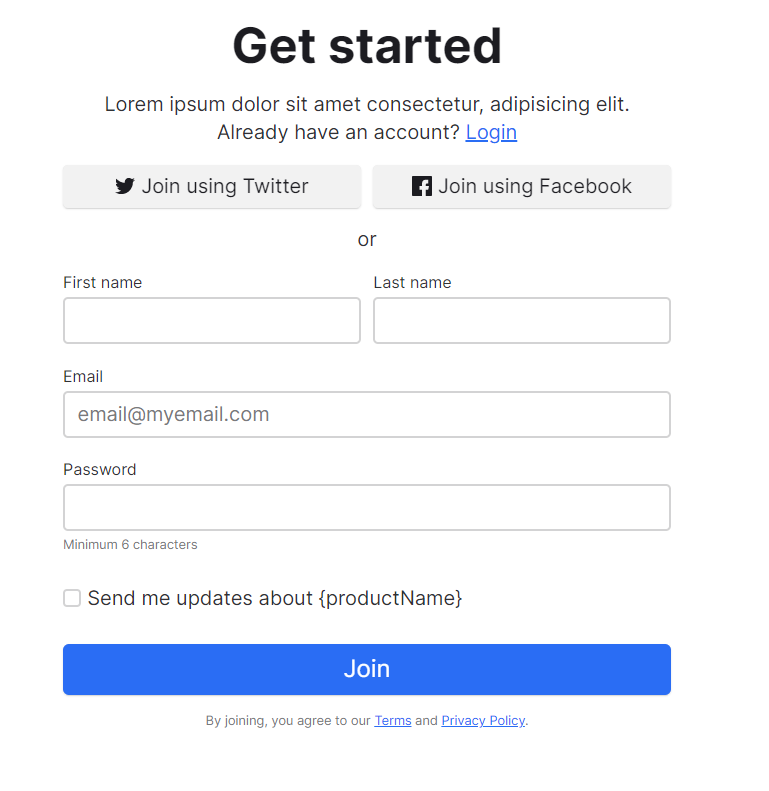 Get started
Lorem ipsum dolor sit amet consectetur, adipisicing elit.
Already have an account? Login
Join using Twitter
Join using Facebook
or
First name
Last name
Email
email@myemail.com
Password
Minimum 6 characters
Send me updates about {productName}
Join
By joining, you agree to our Terms and Privacy Policy.